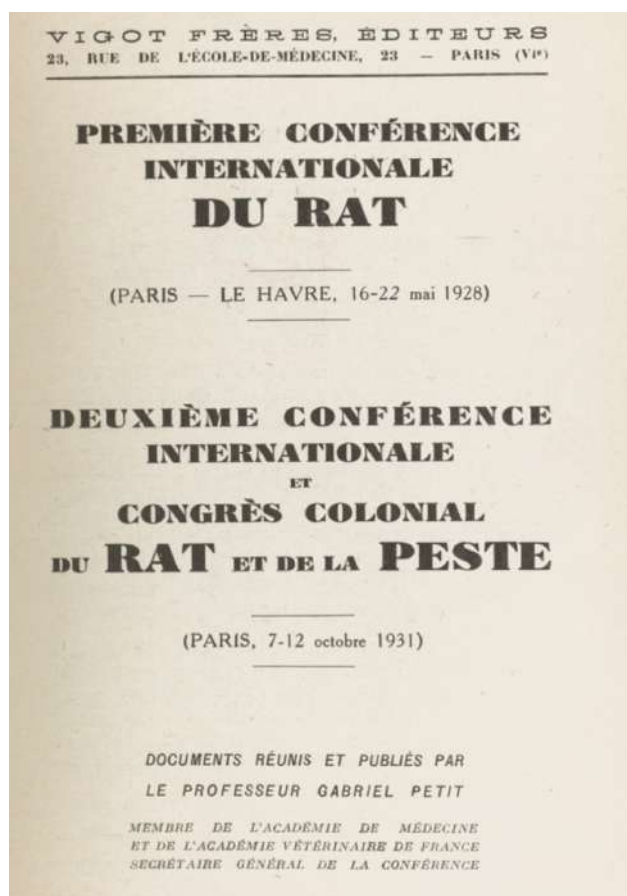 VIGOT FRÈRES, ÉDITEURS
23, RUE DE L'ÉCOLE-DE-MÉDECINE, 23 — PARIS (VIᵉ)
PREMIÈRE CONFÉRENCE
INTERNATIONALE
DU RAT
(PARIS — LE HAVRE, 16-22 mai 1928)
DEUXIÈME CONFÉRENCE
INTERNATIONALE
ET
CONGRÈS COLONIAL
DU RAT ET DE LA PESTE
(PARIS, 7-12 octobre 1931)
DOCUMENTS RÉUNIS ET PUBLIÉS PAR
LE PROFESSEUR GABRIEL PETIT
MEMBRE DE L'ACADÉMIE DE MÉDECINE
ET DE L'ACADÉMIE VÉTÉRINAIRE DE FRANCE
SECRÉTAIRE GÉNÉRAL DE LA CONFÉRENCE